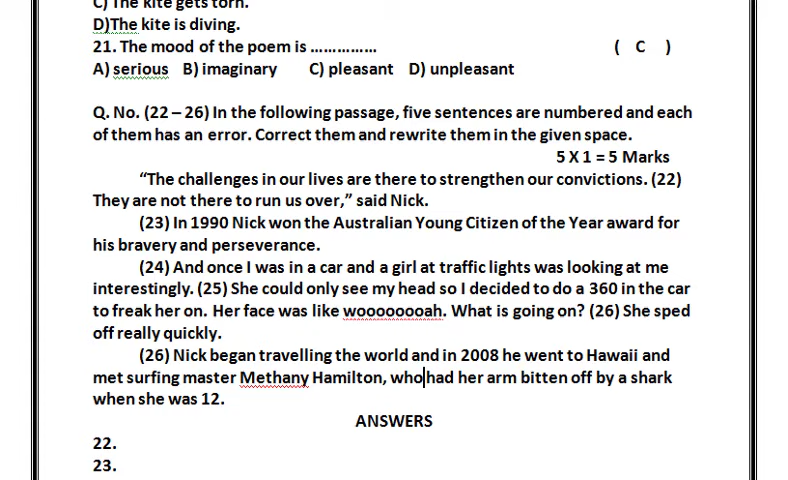 C) The kite gets torn.
D)The kite is diving.
21. The mood of the poem is ............... ( C )
A) serious B) imaginary C) pleasant D) unpleasant
Q. No. (22 – 26) In the following passage, five sentences are numbered and each
of them has an error. Correct them and rewrite them in the given space.
5 X 1 = 5 Marks
“The challenges in our lives are there to strengthen our convictions. (22)
They are not there to run us over,” said Nick.
(23) In 1990 Nick won the Australian Young Citizen of the Year award for
his bravery and perseverance.
(24) And once I was in a car and a girl at traffic lights was looking at me
interestingly. (25) She could only see my head so I decided to do a 360 in the car
to freak her on. Her face was like woooooooah. What is going on? (26) She sped
off really quickly.
(26) Nick began travelling the world and in 2008 he went to Hawaii and
met surfing master Methany Hamilton, who had her arm bitten off by a shark
when she was 12.
ANSWERS
22.
23.